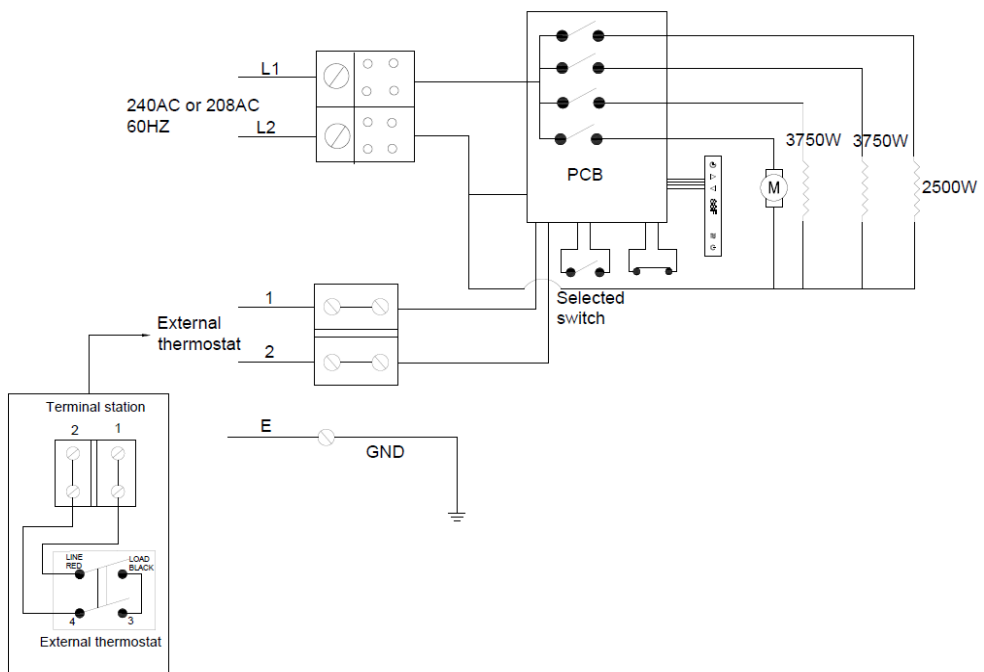 L1
240AC or 208AC
60HZ
L2
PCB
3750W
3750W
2500W
M
Selected
switch
1
External
thermostat
2
E
GND
Terminal station
2
1
LINE
RED
LOAD
BLACK
4
3
External thermostat